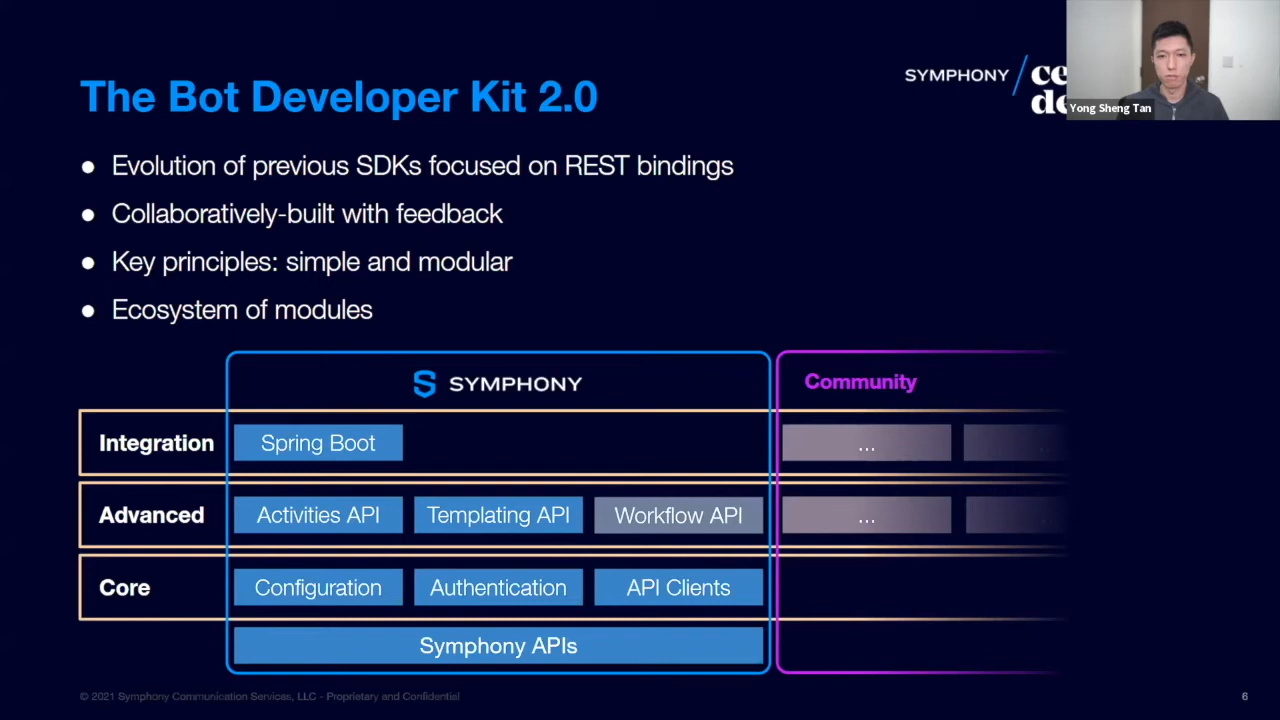 The Bot Developer Kit 2.0
SYMPHONY
ce
de
Yong Sheng Tan
● Evolution of previous SDKs focused on REST bindings
● Collaboratively-built with feedback
● Key principles: simple and modular
● Ecosystem of modules
SYMPHONY
Community
Integration
Spring Boot
...
...
Advanced
Activities API
Templating API
Workflow API
...
...
Core
Configuration
Authentication
API Clients
Symphony APIs
© 2021 Symphony Communication Services, LLC - Proprietary and Confidential
6